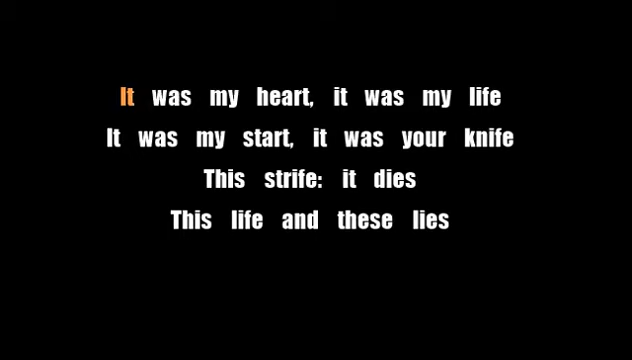 It was my heart, it was my life
It was my start, it was your knife
This strife: it dies
This life and these lies